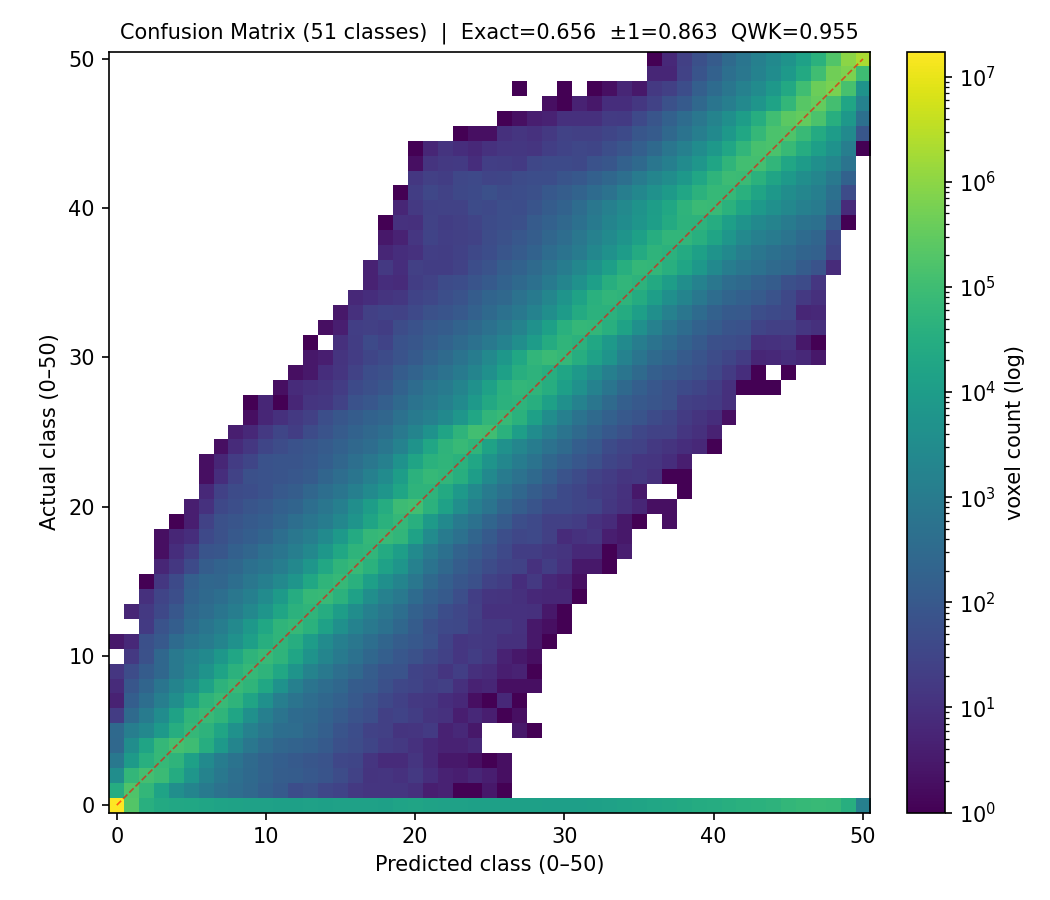 Confusion Matrix (51 classes) | Exact=0.656 ±1=0.863 QWK=0.955
Actual class (0–50)
50
40
30
20
10
0
0 10 20 30 40 50
Predicted class (0–50)
10⁷
10⁶
10⁵
10⁴
10³
10²
10¹
10⁰
voxel count (log)